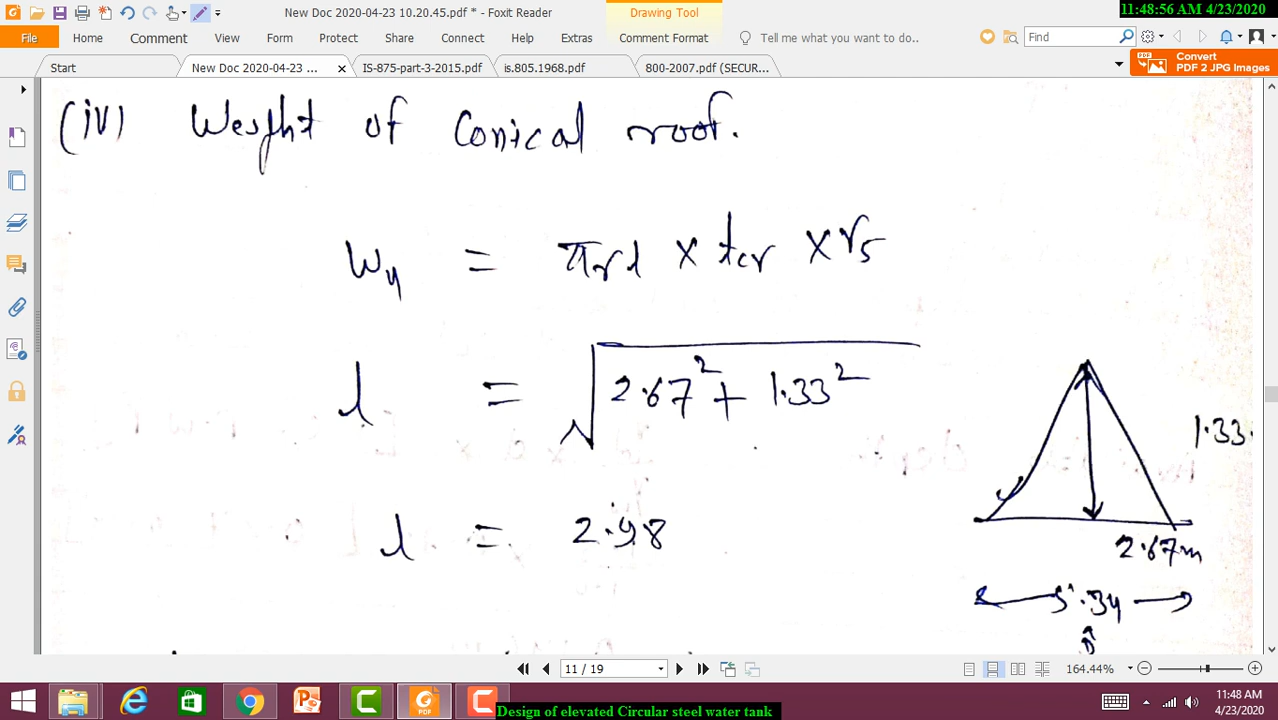 New Doc 2020-04-23 10.20.45.pdf * - Foxit Reader
Drawing Tool
11:48:56 AM 4/23/2020
File Home Comment View Form Protect Share Connect Help Extras Comment Format Tell me what you want to do.. Find
Convert
PDF 2 JPG Images
Start New Doc 2020-04-23 ... IS-875-part-3-2015.pdf is.805.1968.pdf 800-2007.pdf (SECUR...
(iv) Weight of Conical roof.
W4 = πrl × tcr × rs
l = √2.67² + 1.33²
1.33
l = 2.98
2.67m
5.34
11 / 19
164.44%
PDF
11:48 AM
4/23/2020
Design of elevated Circular steel water tank